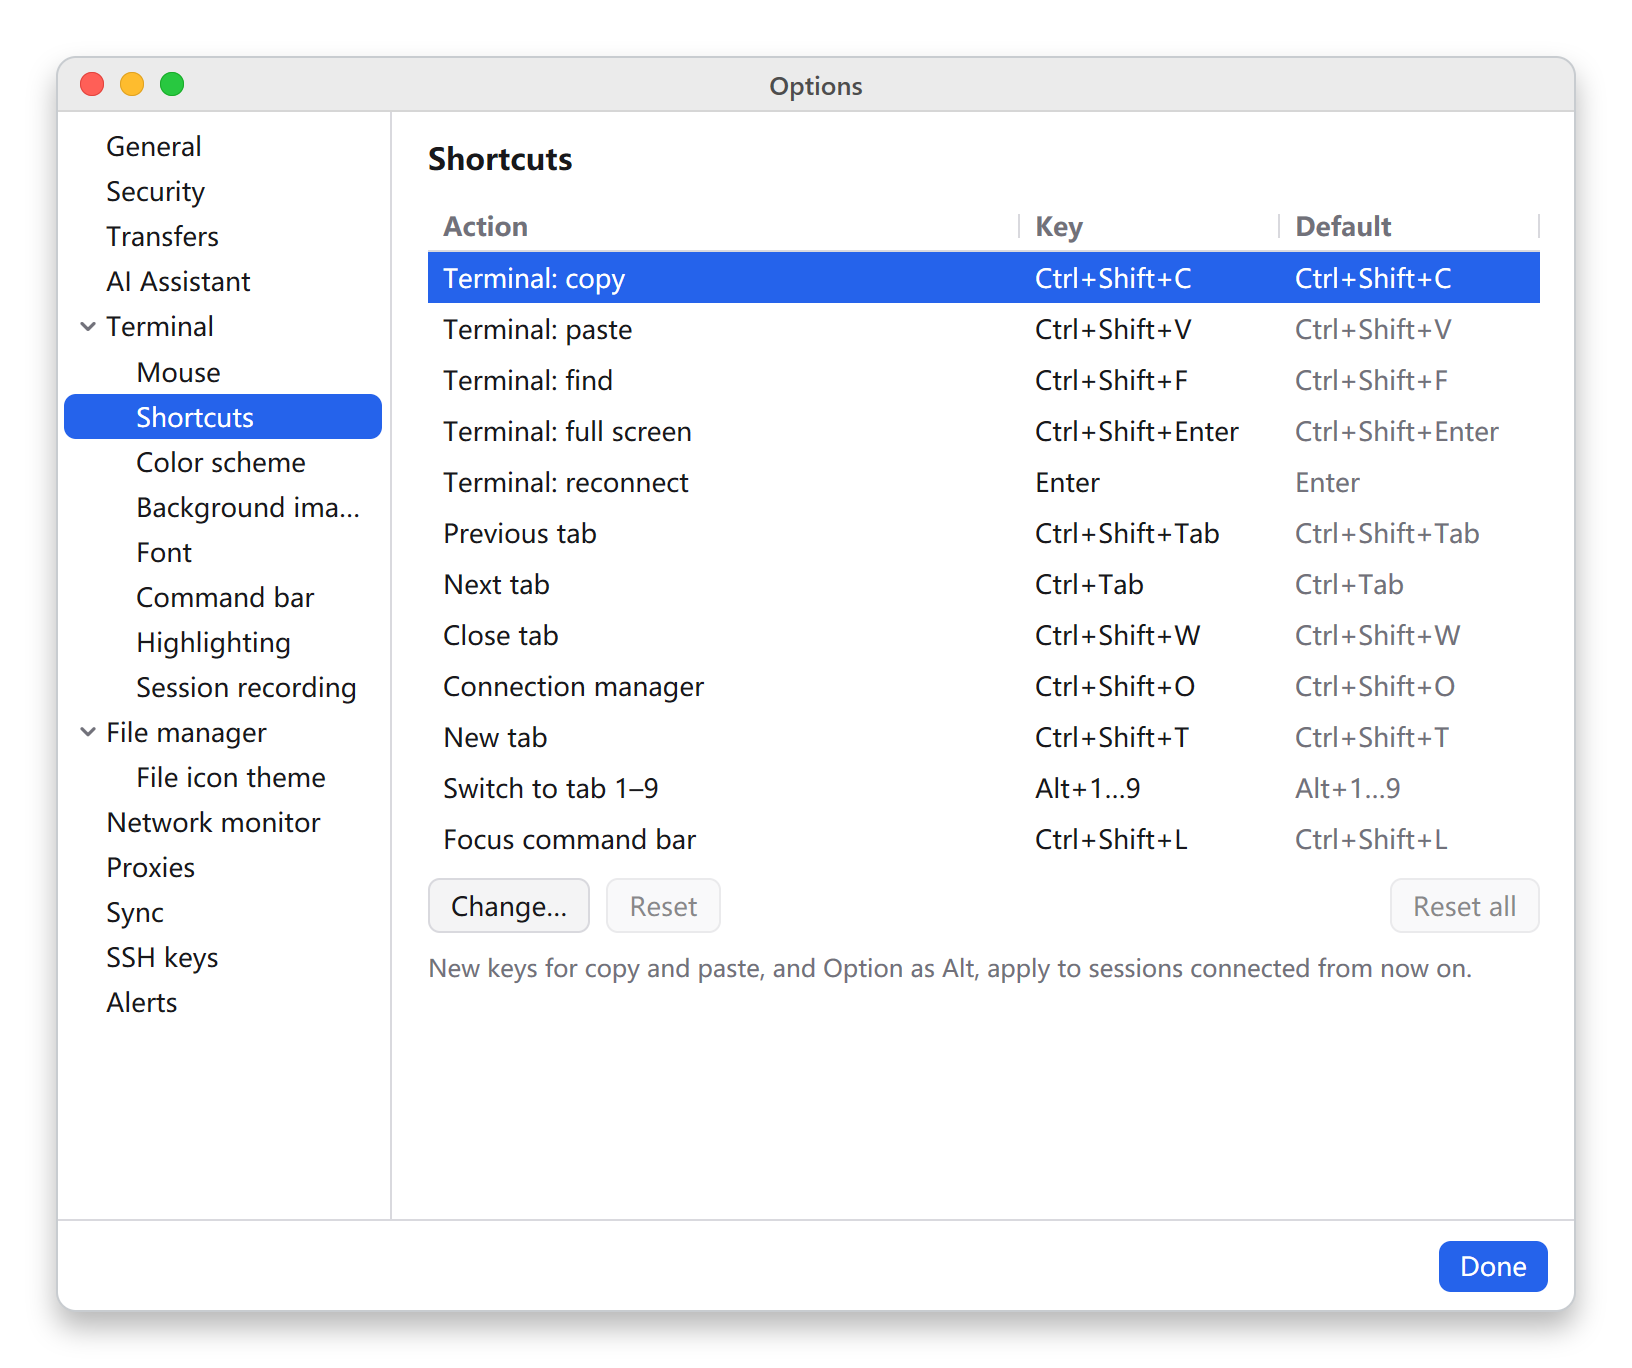 Options
General
Security
Transfers
AI Assistant
Terminal
Mouse
Shortcuts
Color scheme
Background ima...
Font
Command bar
Highlighting
Session recording
File manager
File icon theme
Network monitor
Proxies
Sync
SSH keys
Alerts
Shortcuts
Action Key Default
Terminal: copy Ctrl+Shift+C Ctrl+Shift+C
Terminal: paste Ctrl+Shift+V Ctrl+Shift+V
Terminal: find Ctrl+Shift+F Ctrl+Shift+F
Terminal: full screen Ctrl+Shift+Enter Ctrl+Shift+Enter
Terminal: reconnect Enter Enter
Previous tab Ctrl+Shift+Tab Ctrl+Shift+Tab
Next tab Ctrl+Tab Ctrl+Tab
Close tab Ctrl+Shift+W Ctrl+Shift+W
Connection manager Ctrl+Shift+O Ctrl+Shift+O
New tab Ctrl+Shift+T Ctrl+Shift+T
Switch to tab 1–9 Alt+1...9 Alt+1...9
Focus command bar Ctrl+Shift+L Ctrl+Shift+L
Change... Reset Reset all
New keys for copy and paste, and Option as Alt, apply to sessions connected from now on.
Done